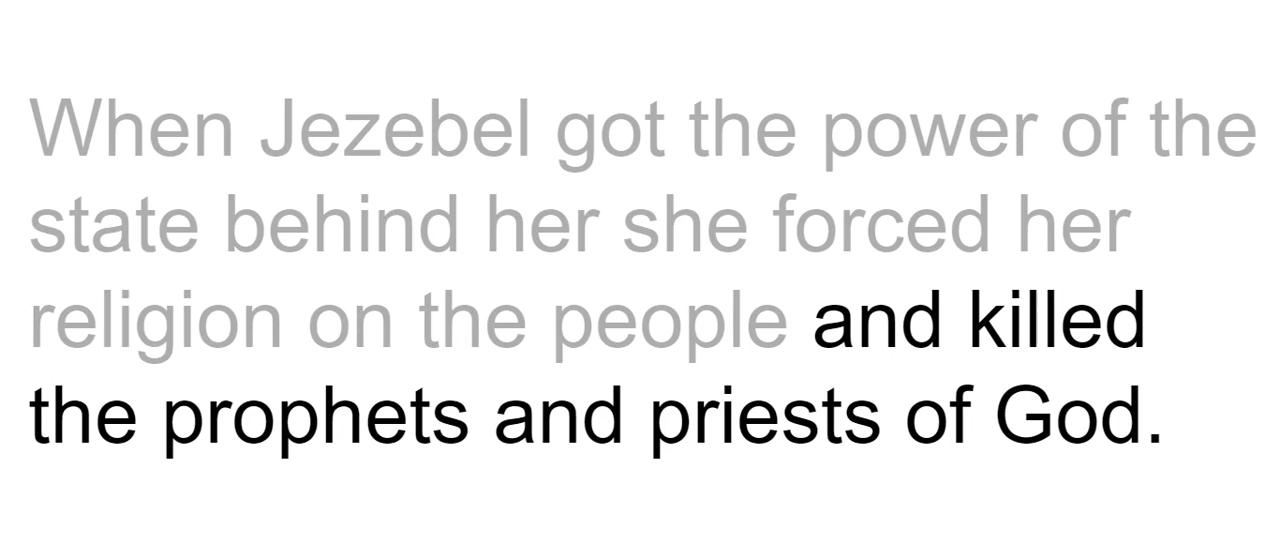 When Jezebel got the power of the
state behind her she forced her
religion on the people and killed
the prophets and priests of God.